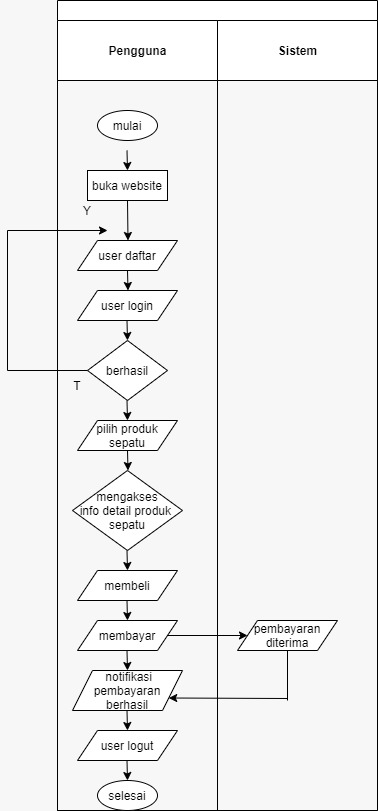 Pengguna
Sistem
mulai
buka website
Y
user daftar
user login
berhasil
T
pilih produk
sepatu
mengakses
info detail produk
sepatu
membeli
membayar
pembayaran
diterima
notifikasi
pembayaran
berhasil
user logut
selesai